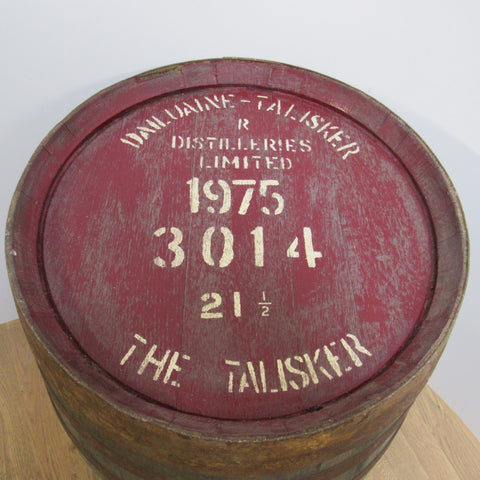 DAILUAINE-TALISKER
R
DISTILLERIES
LIMITED
1975
3014
21 ½
THE TALISKER